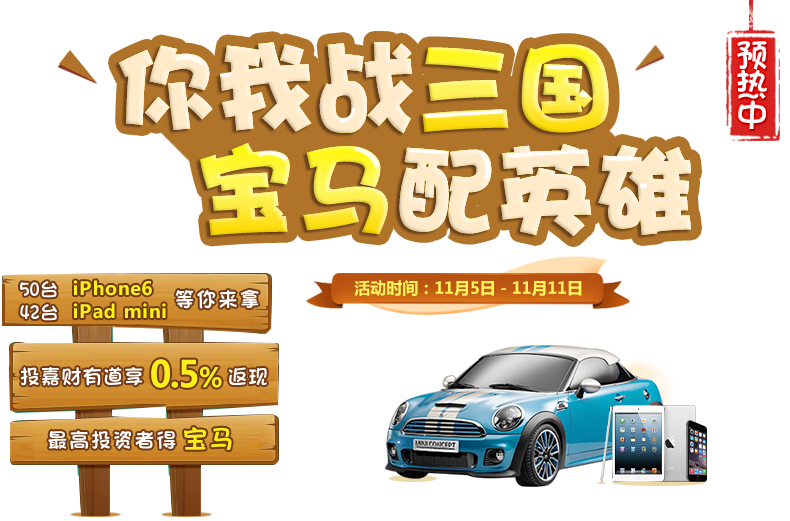 你我战三国
宝马配英雄
预热中
50台 iPhone6
42台 iPad mini
等你来拿
投嘉财有道享0.5%返现
最高投资者得宝马
活动时间：11月5日 - 11月11日
MINI CONCEPT